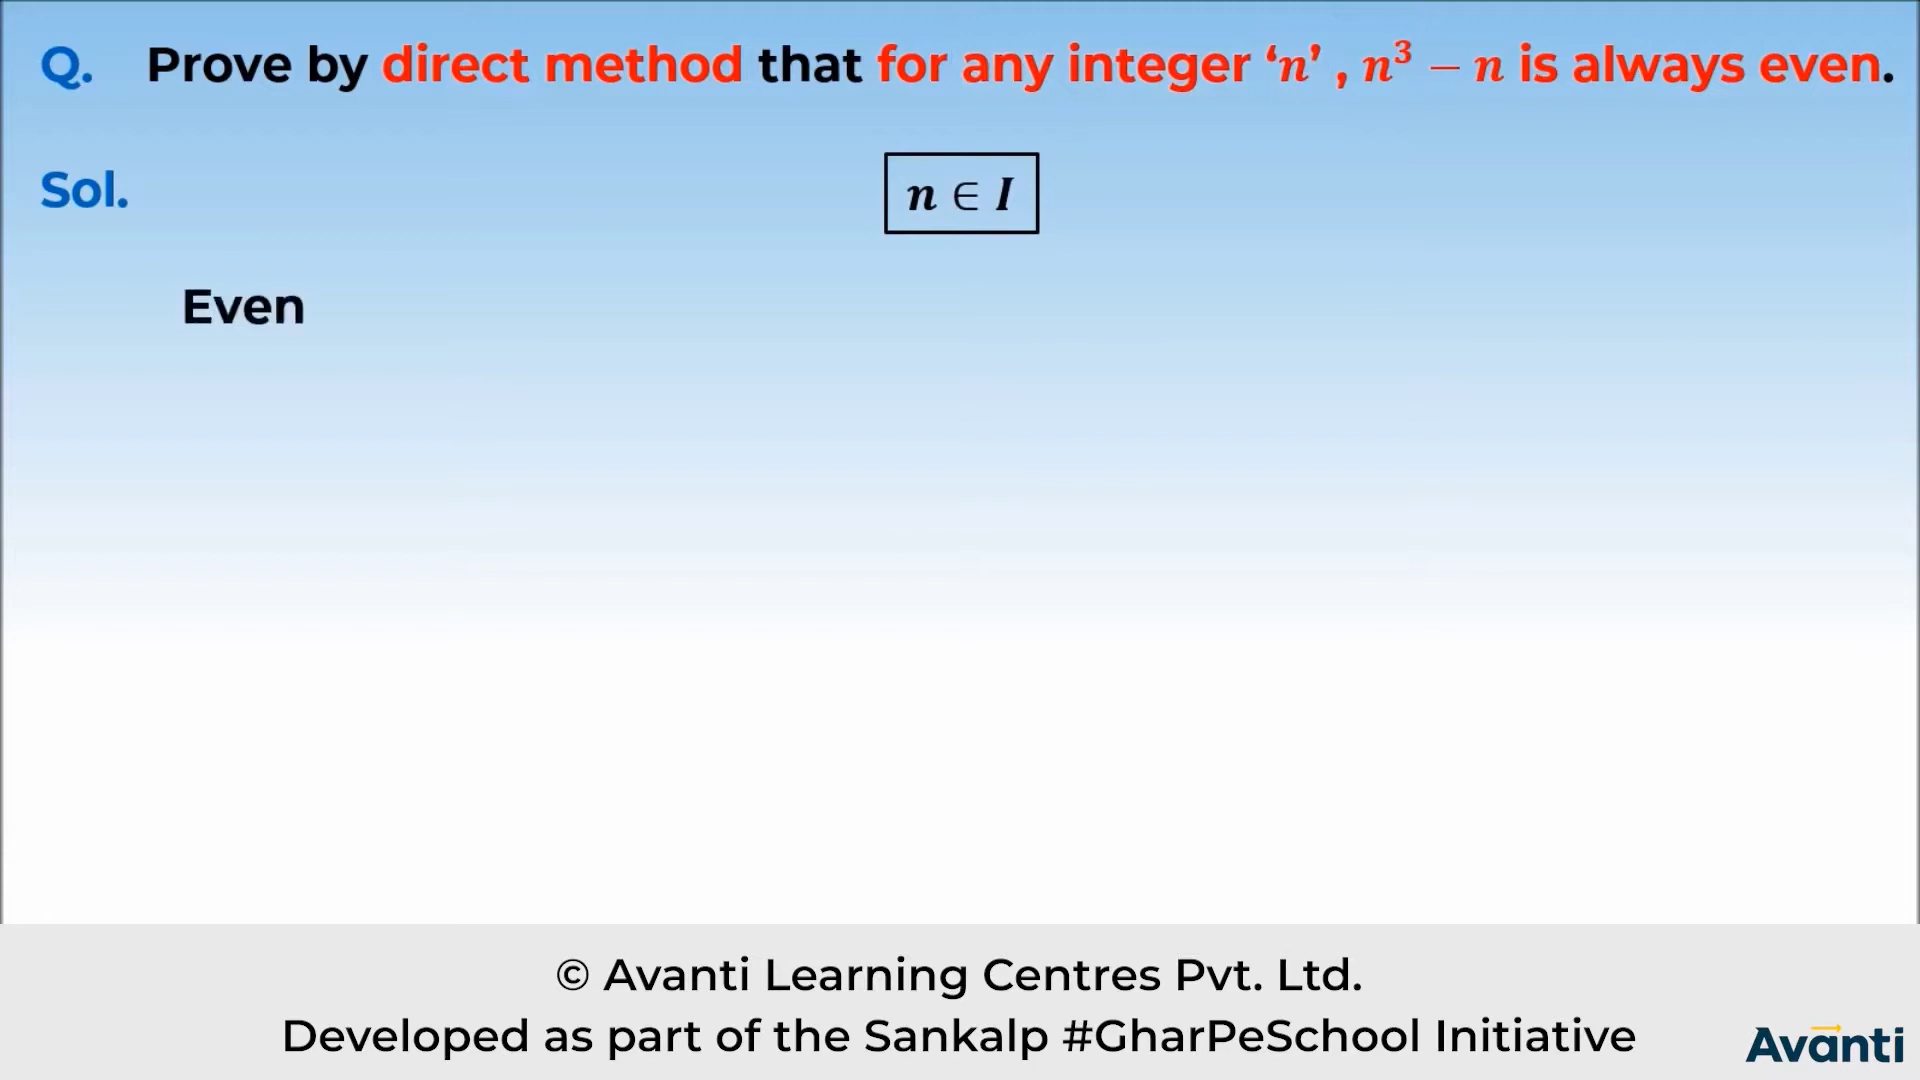 Q. Prove by direct method that for any integer ‘n’ , n³ − n is always even.
Sol.
n ∈ I
Even
© Avanti Learning Centres Pvt. Ltd.
Developed as part of the Sankalp #GharPeSchool Initiative
Avanti